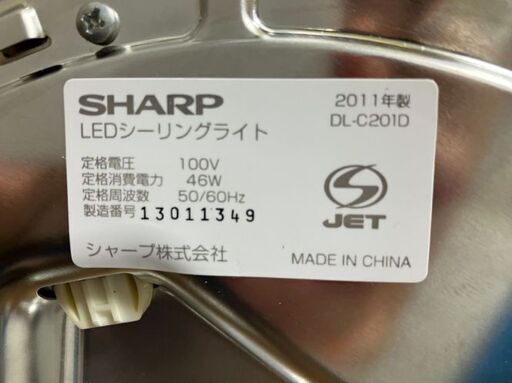 SHARP
2011年製
LEDシーリングライト
DL-C201D
定格電圧 100V
定格消費電力 46W
定格周波数 50/60Hz
製造番号 13011349
S
JET
シャープ株式会社
MADE IN CHINA